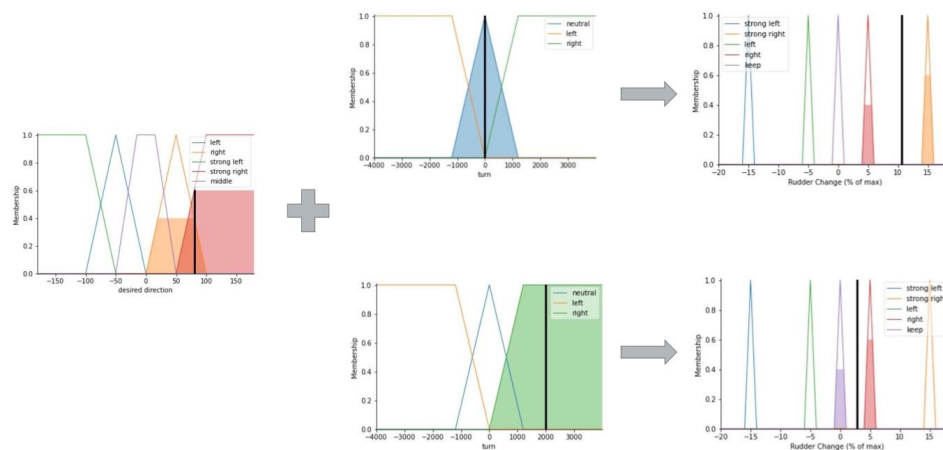 Membership
1.0
0.8
0.6
0.4
0.2
0.0
left
right
strong left
strong right
middle
−150 −100 −50 0 50 100 150
desired direction
Membership
1.0
0.8
0.6
0.4
0.2
0.0
neutral
left
right
−4000 −3000 −2000 −1000 0 1000 2000 3000
turn
Membership
1.0
0.8
0.6
0.4
0.2
0.0
strong left
strong right
left
right
keep
−20 −15 −10 −5 0 5 10 15
Rudder Change (% of max)
Membership
1.0
0.8
0.6
0.4
0.2
0.0
neutral
left
right
−4000 −3000 −2000 −1000 0 1000 2000 3000
turn
Membership
1.0
0.8
0.6
0.4
0.2
0.0
strong left
strong right
left
right
keep
−20 −15 −10 −5 0 5 10 15
Rudder Change (% of max)